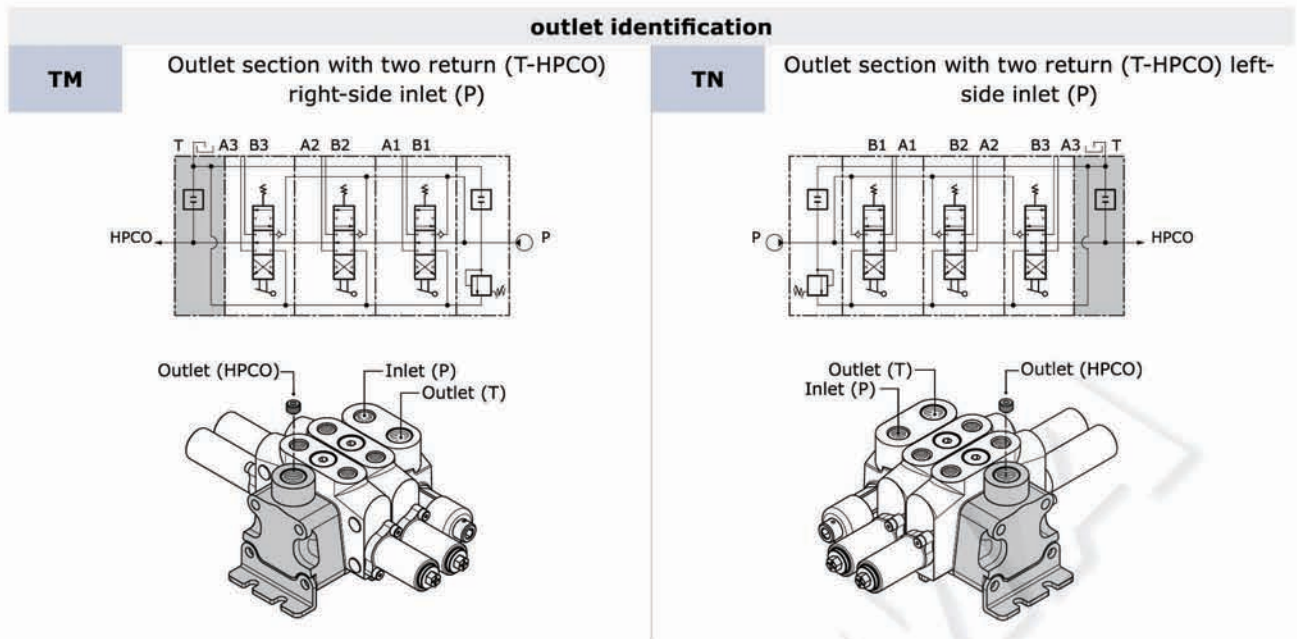 outlet identification
TM
Outlet section with two return (T-HPCO)
right-side inlet (P)
T A3 B3 A2 B2 A1 B1
HPCO
P
Outlet (HPCO)
Inlet (P)
Outlet (T)
TN
Outlet section with two return (T-HPCO) left-
side inlet (P)
B1 A1 B2 A2 B3 A3 T
P
HPCO
Outlet (T)
Inlet (P)
Outlet (HPCO)